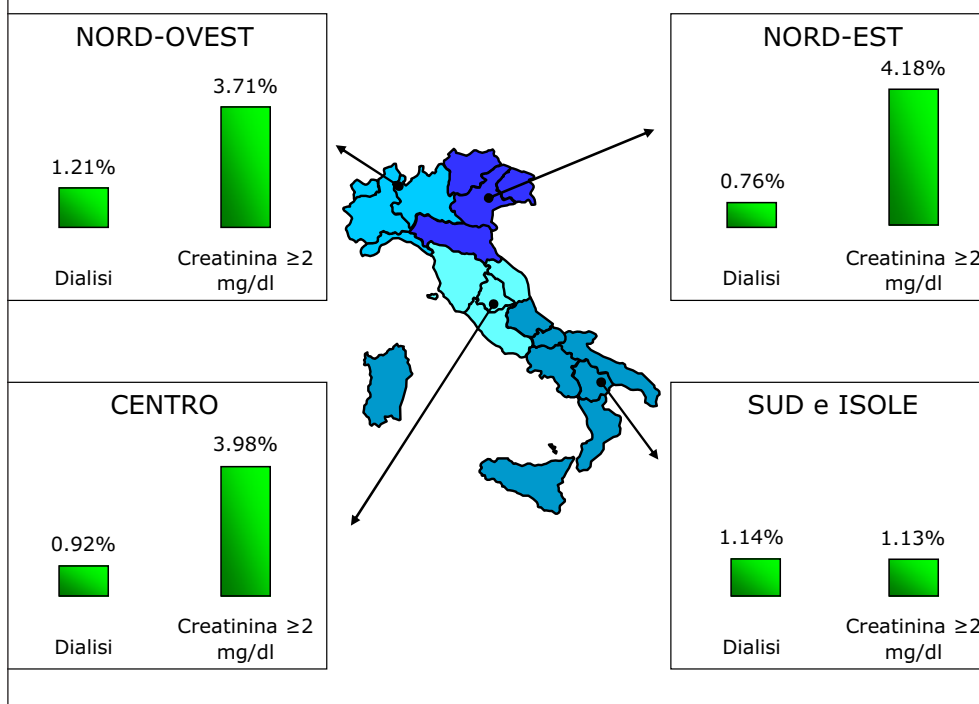 NORD-OVEST
3.71%
1.21%
Dialisi
Creatinina ≥2
mg/dl
NORD-EST
4.18%
0.76%
Dialisi
Creatinina ≥2
mg/dl
CENTRO
3.98%
0.92%
Dialisi
Creatinina ≥2
mg/dl
SUD e ISOLE
1.14%
1.13%
Dialisi
Creatinina ≥2
mg/dl